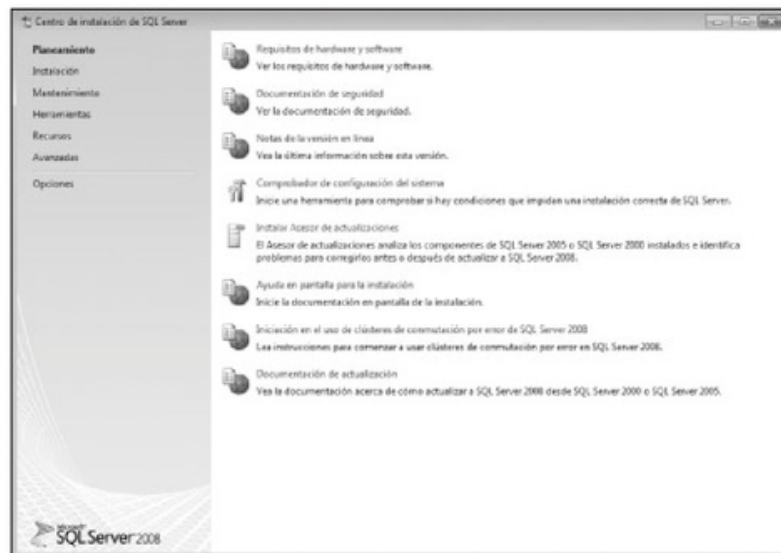 Centro de instalación de SQL Server
Planeamiento
Instalación
Mantenimiento
Herramientas
Recursos
Avanzadas
Opciones
Requisitos de hardware y software
Ver los requisitos de hardware y software.
Documentación de seguridad
Ver la documentación de seguridad.
Notas de la versión en línea
Vea la última información sobre esta versión.
Comprobador de configuración del sistema
Inicie una herramienta para comprobar si hay condiciones que impidan una instalación correcta de SQL Server.
Instalar Asesor de actualizaciones
El Asesor de actualizaciones analiza los componentes de SQL Server 2005 o SQL Server 2000 instalados e identifica
problemas para corregirlos antes o después de actualizar a SQL Server 2008.
Ayuda en pantalla para la instalación
Inicie la documentación en pantalla de la instalación.
Iniciación en el uso de clústeres de conmutación por error de SQL Server 2008
Lea instrucciones para comenzar a usar clústeres de conmutación por error en SQL Server 2008.
Documentación de actualización
Vea la documentación acerca de cómo actualizar a SQL Server 2008 desde SQL Server 2000 o SQL Server 2005.
Microsoft
SQL Server 2008